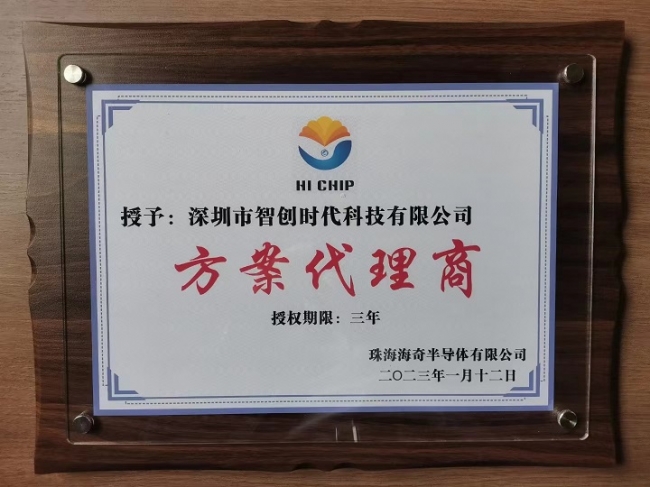 HI CHIP
授予：深圳市智创时代科技有限公司
方案代理商
授权期限：三年
珠海海奇半导体有限公司
二〇二三年一月十二日